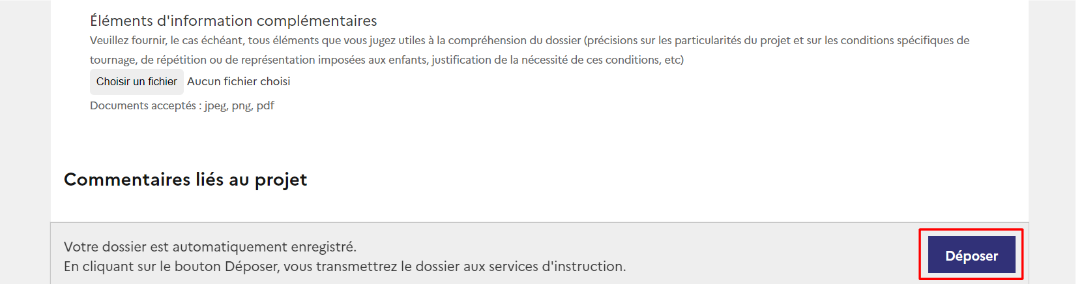 Éléments d'information complémentaires
Veuillez fournir, le cas échéant, tous éléments que vous jugez utiles à la compréhension du dossier (précisions sur les particularités du projet et sur les conditions spécifiques de
tournage, de répétition ou de représentation imposées aux enfants, justification de la nécessité de ces conditions, etc)
Choisir un fichier Aucun fichier choisi
Documents acceptés : jpeg, png, pdf
Commentaires liés au projet
Votre dossier est automatiquement enregistré.
En cliquant sur le bouton Déposer, vous transmettrez le dossier aux services d'instruction.
Déposer